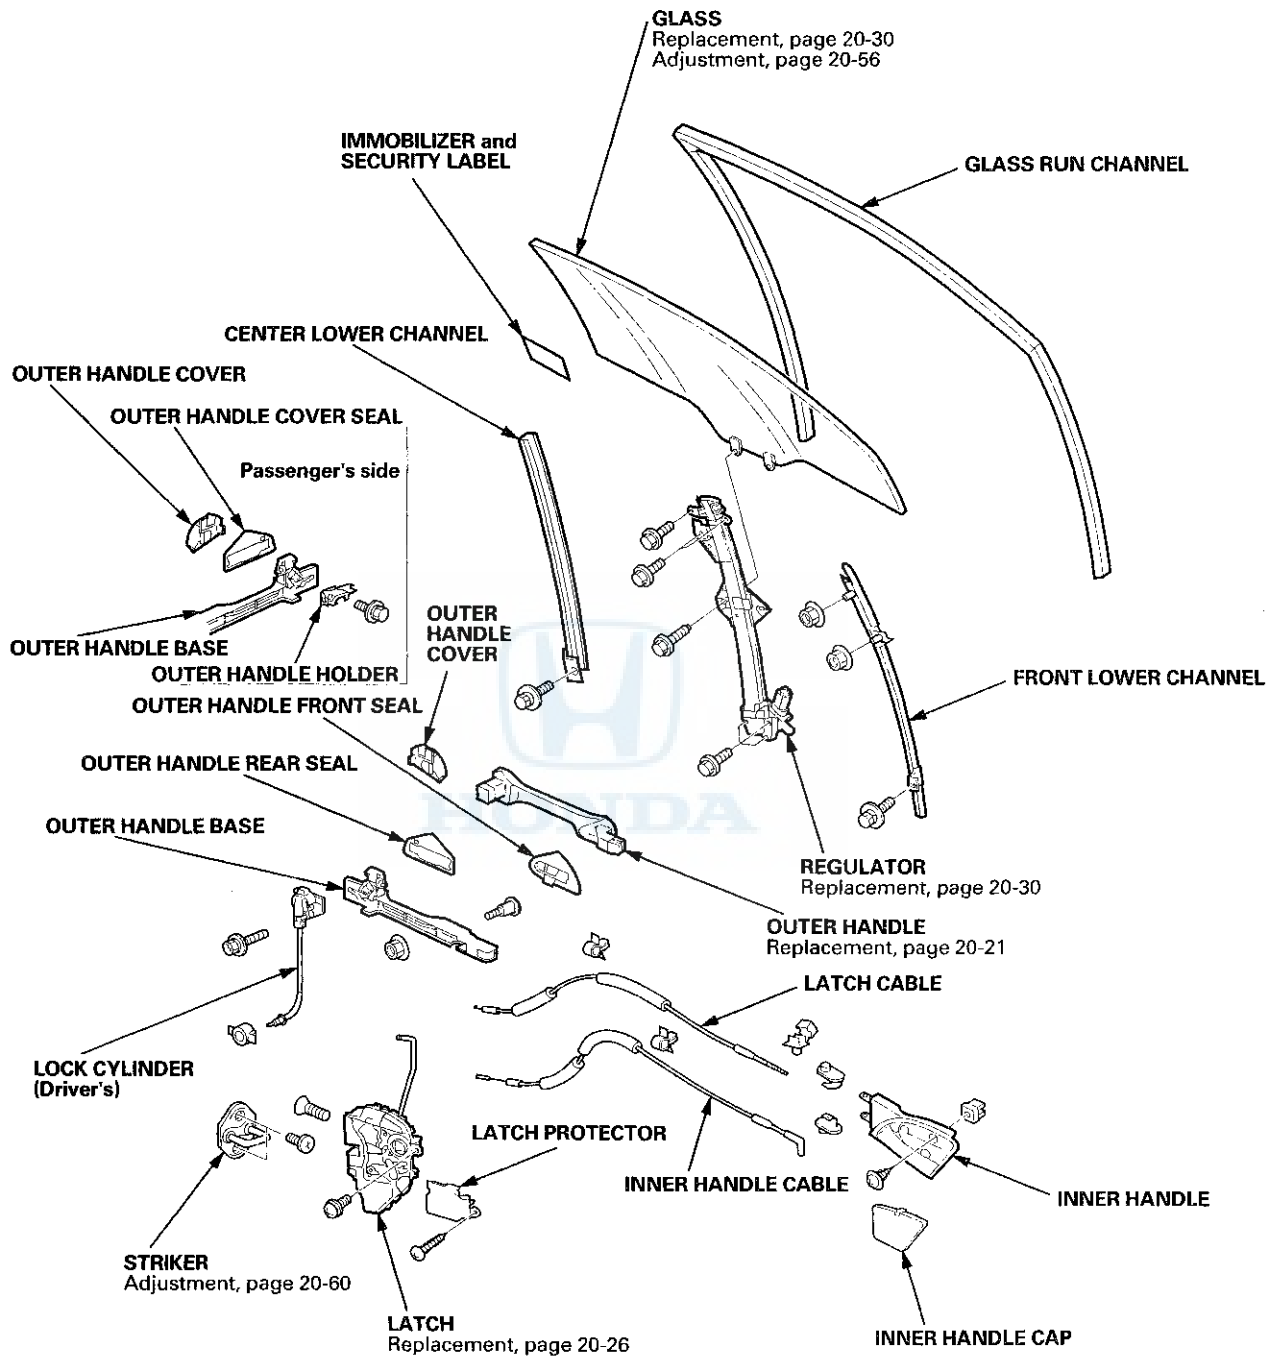 GLASS
Replacement, page 20-30
Adjustment, page 20-56
IMMOBILIZER and
SECURITY LABEL
GLASS RUN CHANNEL
CENTER LOWER CHANNEL
OUTER HANDLE COVER
OUTER HANDLE COVER SEAL
Passenger's side
OUTER HANDLE BASE
OUTER HANDLE HOLDER
OUTER
HANDLE
COVER
OUTER HANDLE FRONT SEAL
FRONT LOWER CHANNEL
OUTER HANDLE REAR SEAL
HONDA
OUTER HANDLE BASE
REGULATOR
Replacement, page 20-30
OUTER HANDLE
Replacement, page 20-21
LATCH CABLE
LOCK CYLINDER
(Driver's)
LATCH PROTECTOR
INNER HANDLE CABLE
INNER HANDLE
STRIKER
Adjustment, page 20-60
LATCH
Replacement, page 20-26
INNER HANDLE CAP